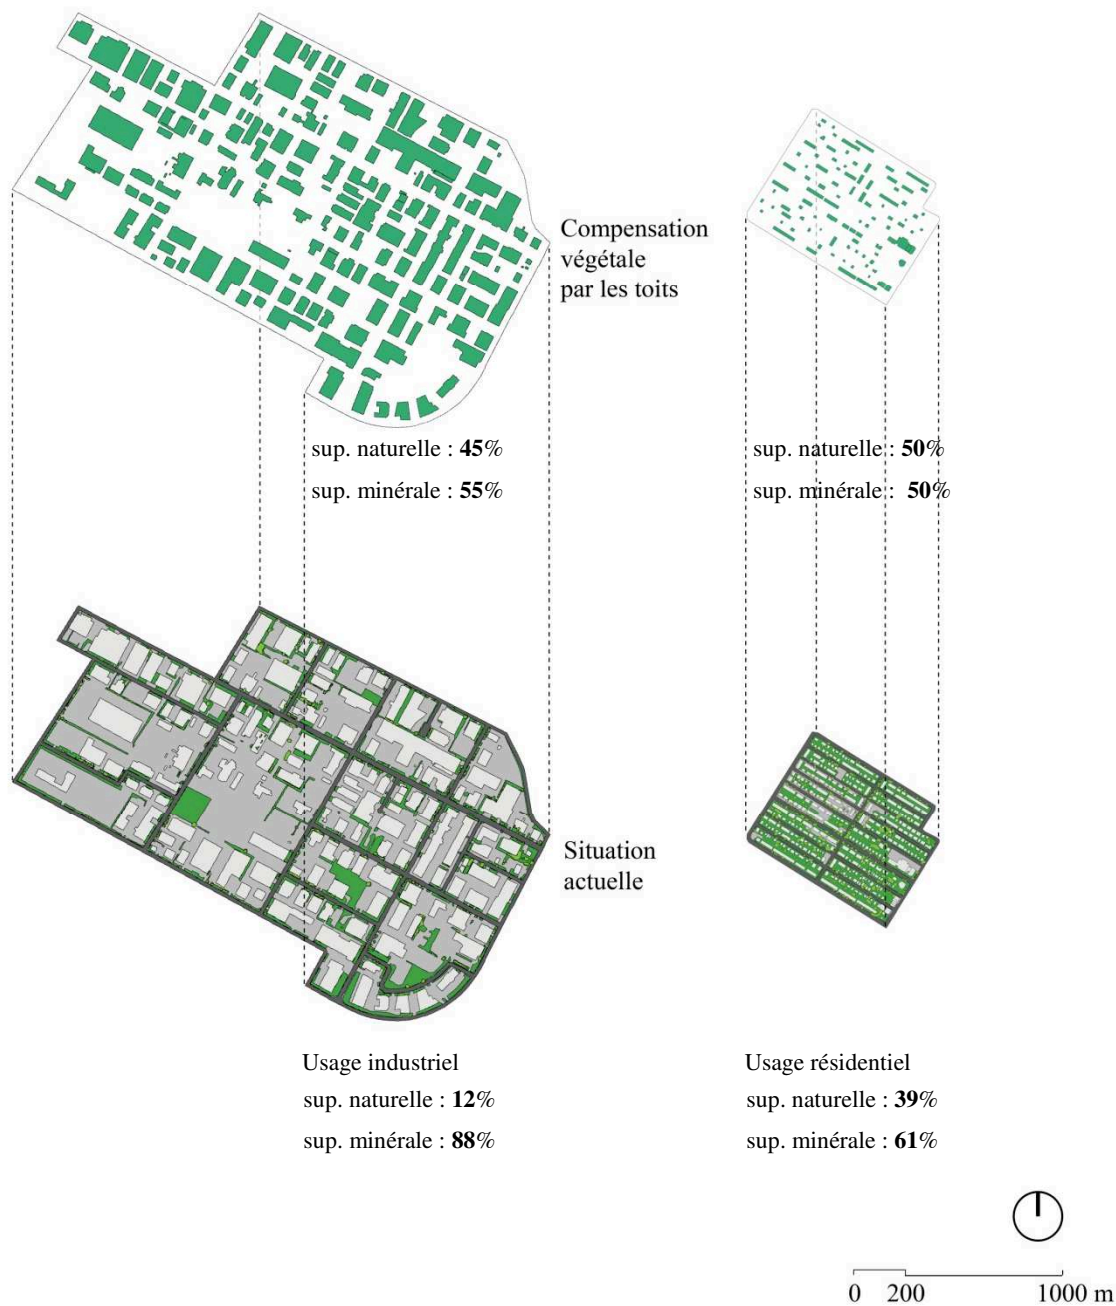 Compensation
végétale
par les toits
sup. naturelle : 45%
sup. minérale : 55%
sup. naturelle : 50%
sup. minérale : 50%
Situation
actuelle
Usage industriel
sup. naturelle : 12%
sup. minérale : 88%
Usage résidentiel
sup. naturelle : 39%
sup. minérale : 61%
0 200 1000 m